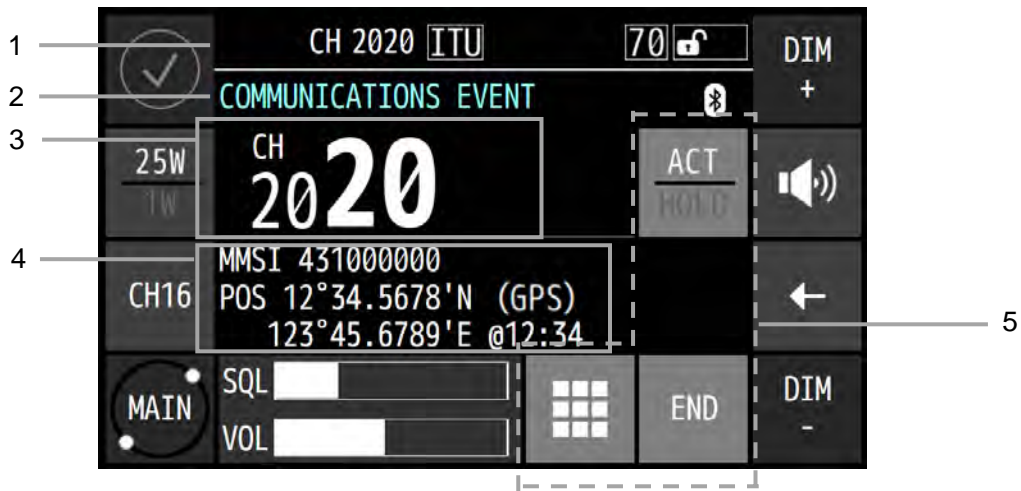 1
CH 2020 ITU
70
DIM
+
2
COMMUNICATIONS EVENT
3
25W
1W
CH
2020
ACT
HOLD
4
CH16
MMSI 431000000
POS 12°34.5678'N (GPS)
123°45.6789'E @12:34
←
5
MAIN
SQL
VOL
END
DIM
-